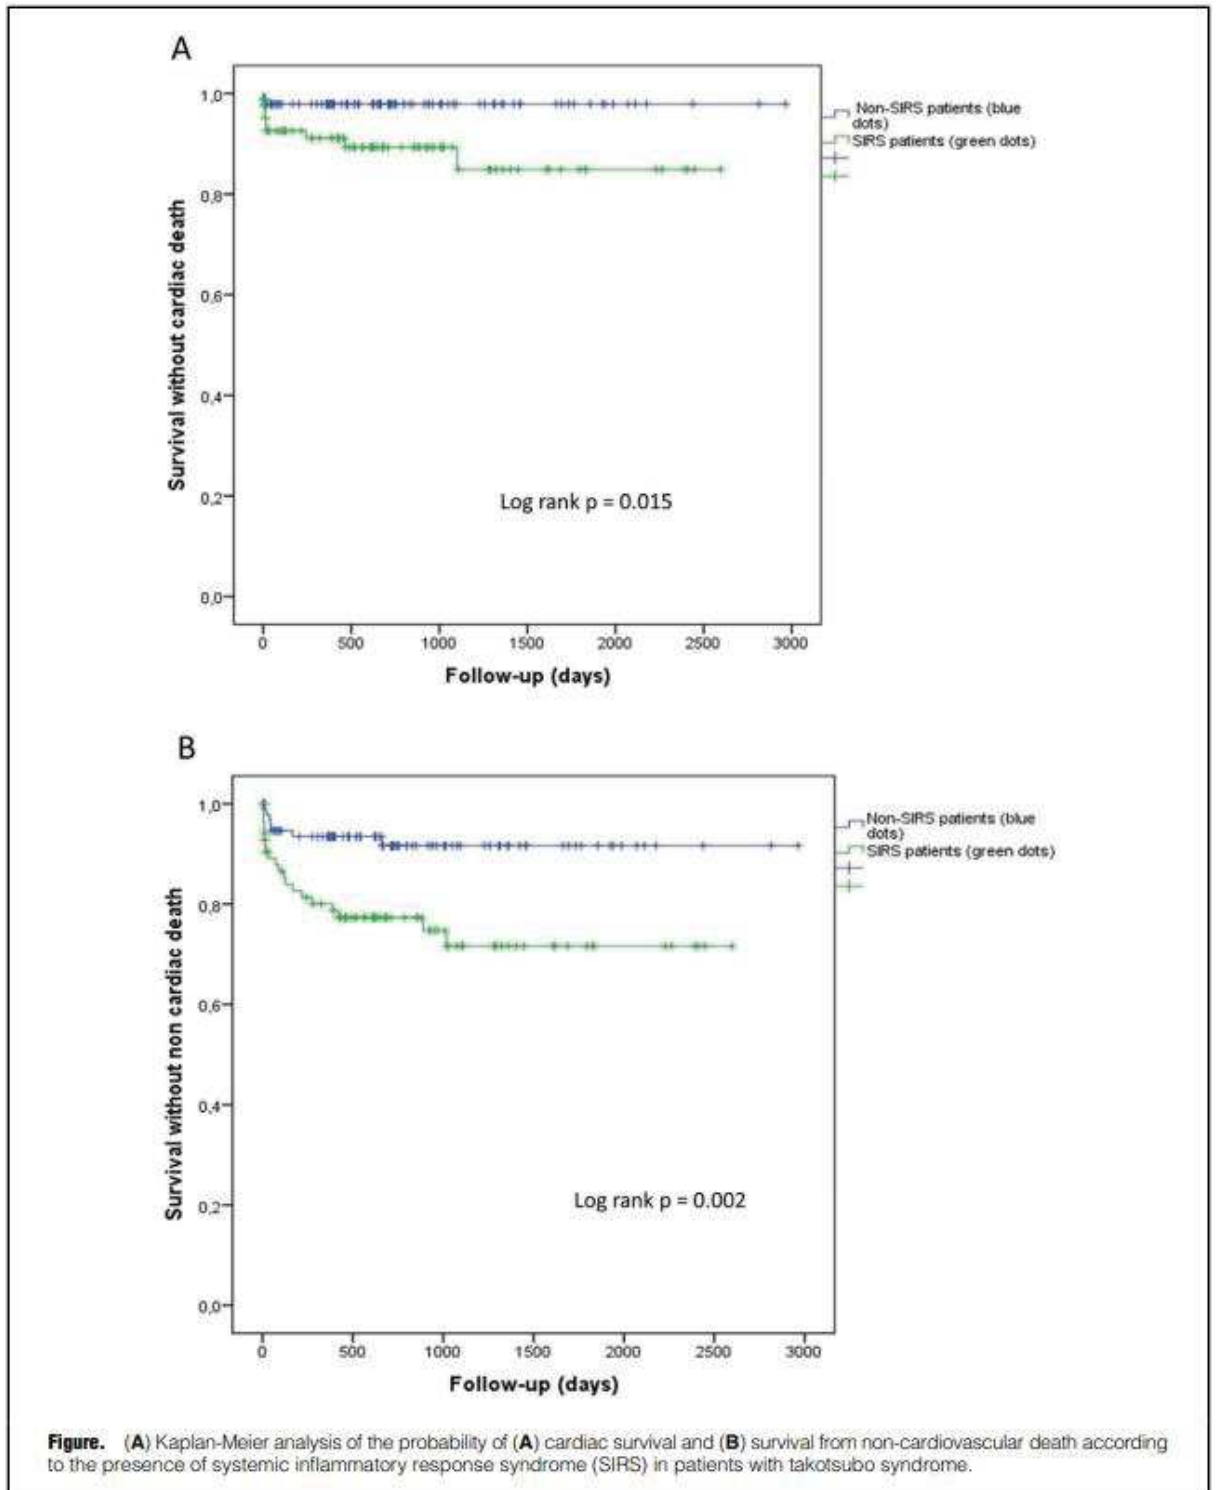 A
1,0
0,8
0,6
0,4
0,2
0,0
Survival without cardiac death
Non-SIRS patients (blue
dots)
SIRS patients (green dots)
Log rank p = 0.015
0 500 1000 1500 2000 2500 3000
Follow-up (days)
B
1,0
0,8
0,6
0,4
0,2
0,0
Survival without non cardiac death
Non-SIRS patients (blue
dots)
SIRS patients (green dots)
Log rank p = 0.002
0 500 1000 1500 2000 2500 3000
Follow-up (days)
Figure. (A) Kaplan-Meier analysis of the probability of (A) cardiac survival and (B) survival from non-cardiovascular death according
to the presence of systemic inflammatory response syndrome (SIRS) in patients with takotsubo syndrome.